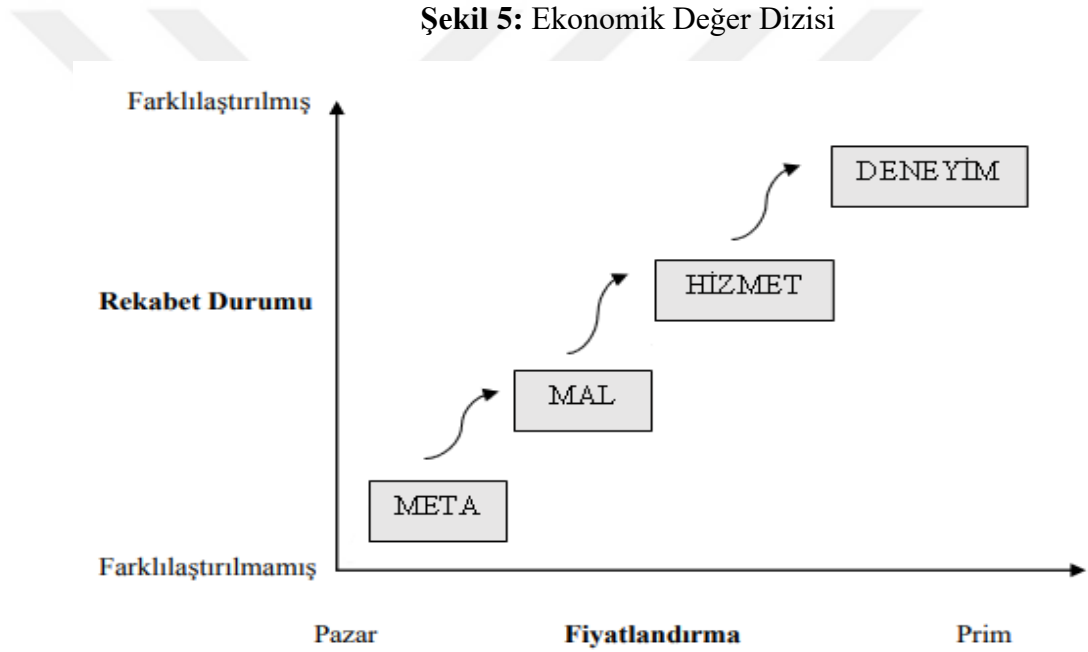 Şekil 5: Ekonomik Değer Dizisi
Farklılaştırılmış
DENEYİM
HİZMET
Rekabet Durumu
MAL
META
Farklılaştırılmamış
Pazar Fiyatlandırma Prim